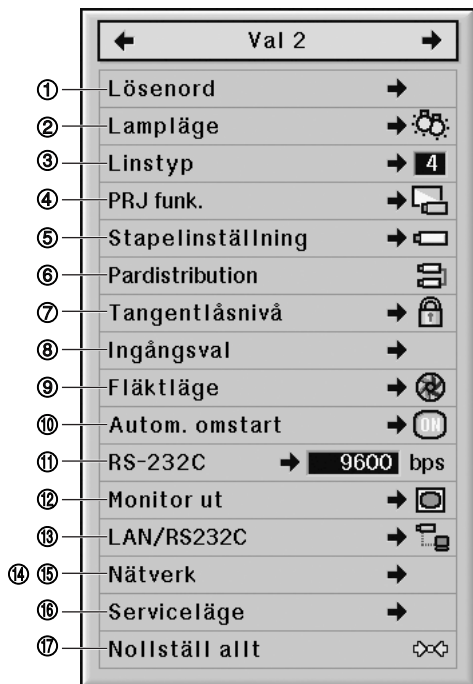 Val 2
① Lösenord
② Lampläge
③ Linstyp 4
④ PRJ funk.
⑤ Stapelinställning
⑥ Pardistribution
⑦ Tangentlåsnivå
⑧ Ingångsval
⑨ Fläktläge
⑩ Autom. omstart ON
⑪ RS-232C 9600 bps
⑫ Monitor ut
⑬ LAN/RS232C
⑭ ⑮ Nätverk
⑯ Serviceläge
⑰ Nollställ allt